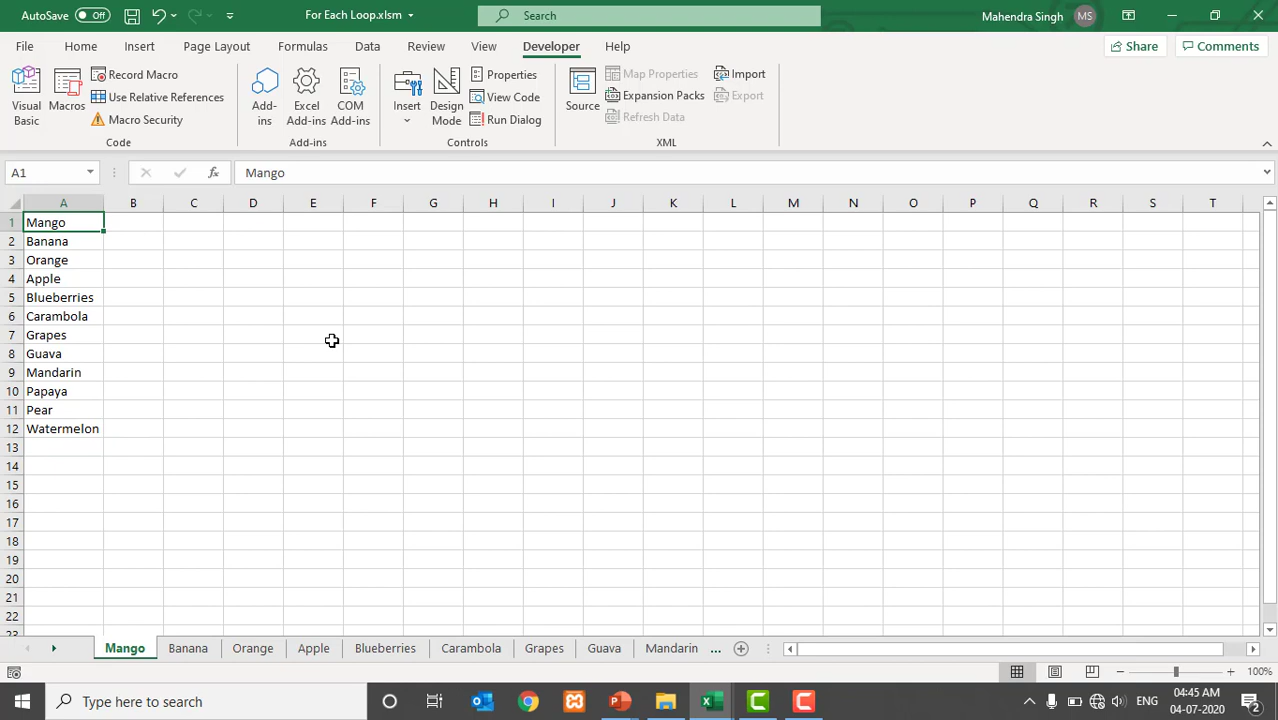 AutoSave Off For Each Loop.xlsm Search Mahendra Singh MS
File Home Insert Page Layout Formulas Data Review View Developer Help Share Comments
Visual Basic
Macros
Record Macro
Use Relative References
Macro Security
Code
Add-ins
Excel Add-ins
COM Add-ins
Add-ins
Insert
Design Mode
Properties
View Code
Run Dialog
Controls
Source
Map Properties
Expansion Packs
Refresh Data
Import
Export
XML
A1 fx Mango
A B C D E F G H I J K L M N O P Q R S T
1 Mango
2 Banana
3 Orange
4 Apple
5 Blueberries
6 Carambola
7 Grapes
8 Guava
9 Mandarin
10 Papaya
11 Pear
12 Watermelon
13
14
15
16
17
18
19
20
21
22
23
Mango Banana Orange Apple Blueberries Carambola Grapes Guava Mandarin ...
100%
Type here to search ENG 04:45 AM
04-07-2020 2